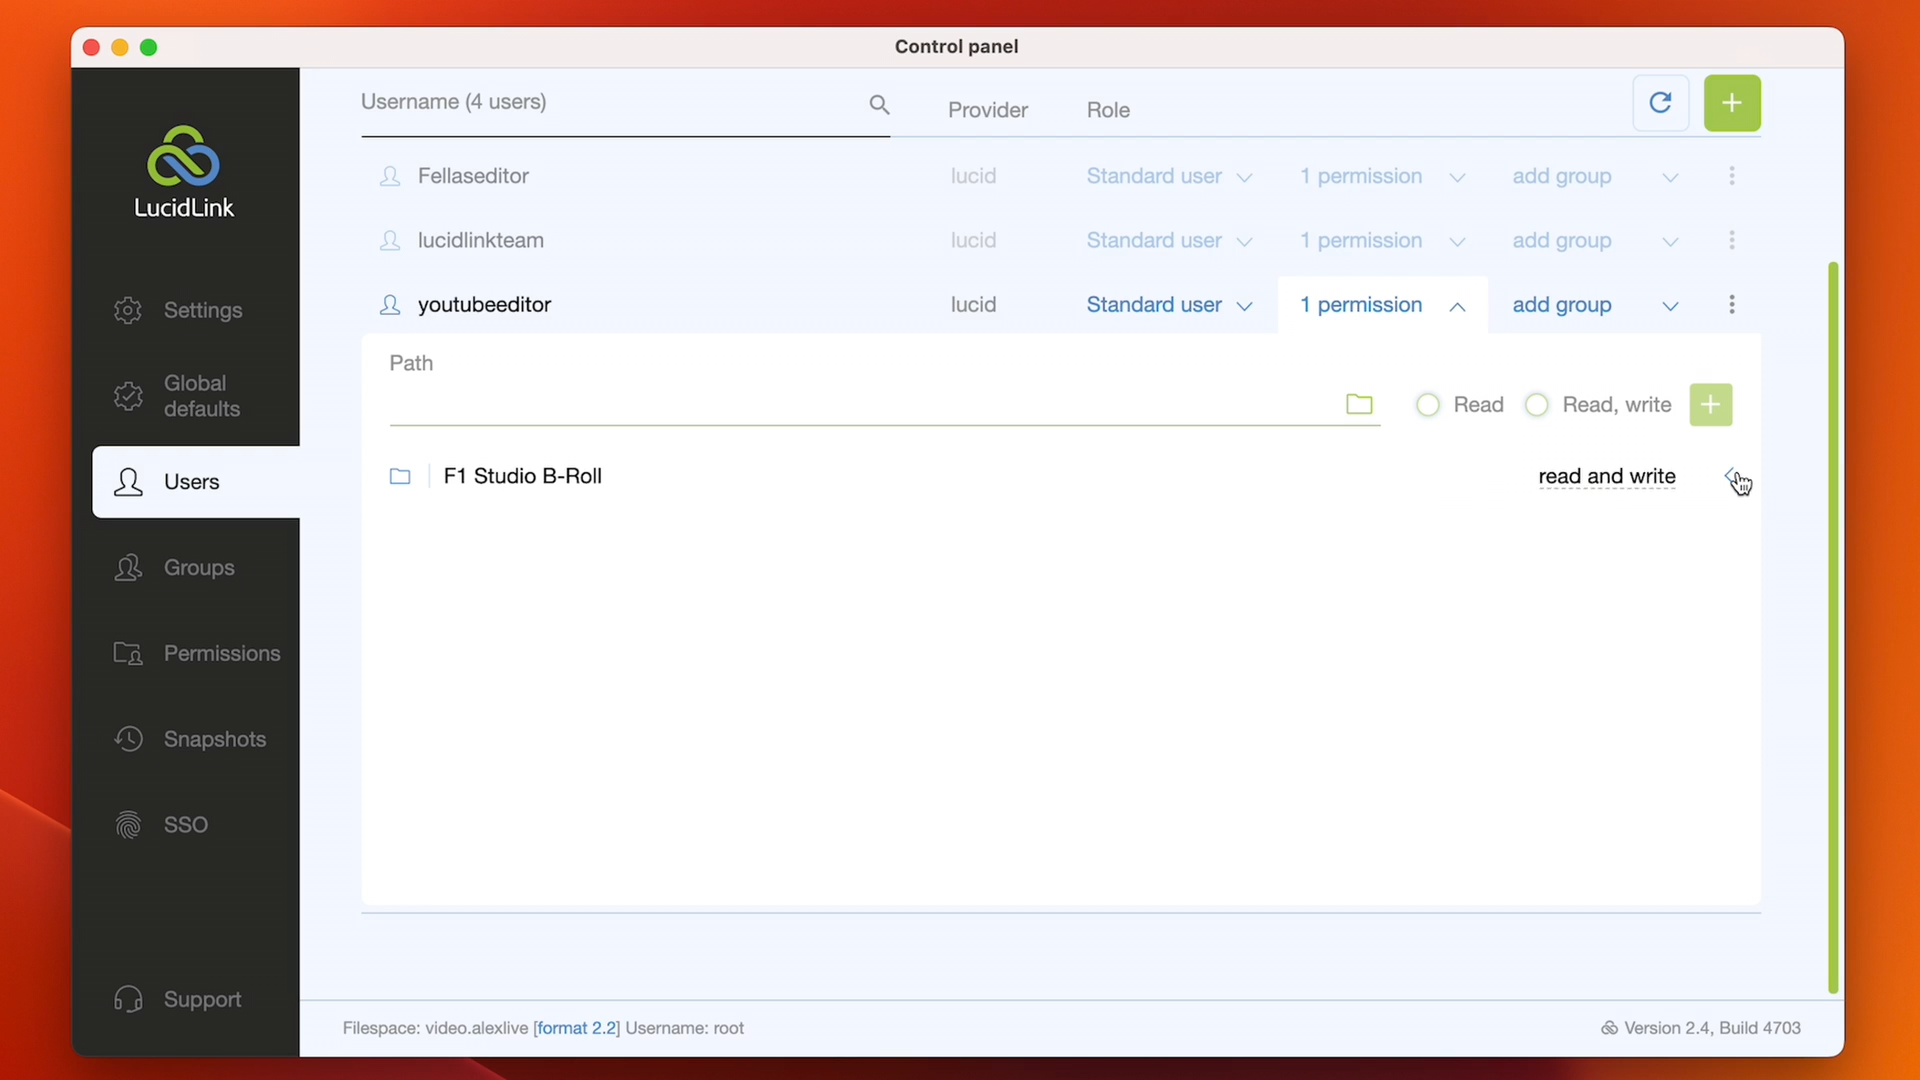 Control panel
LucidLink
Settings
Global
defaults
Users
Groups
Permissions
Snapshots
SSO
Support
Username (4 users) Provider Role
Fellaseditor lucid Standard user 1 permission add group
lucidlinkteam lucid Standard user 1 permission add group
youtubeeditor lucid Standard user 1 permission add group
Path
Read Read, write
F1 Studio B-Roll read and write
Filespace: video.alexlive [format 2.2] Username: root
Version 2.4, Build 4703